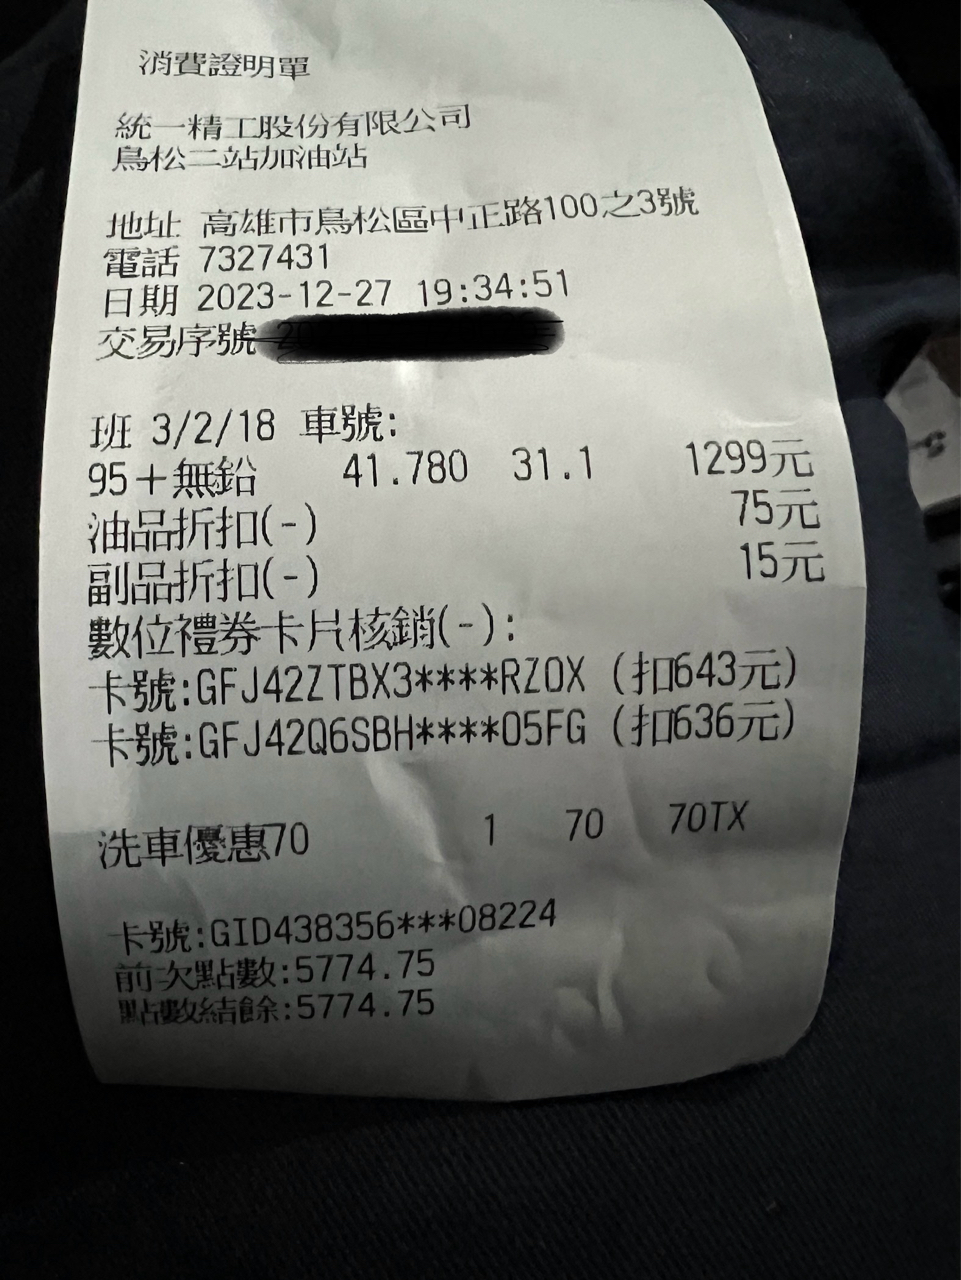 消費證明單
統一精工股份有限公司
鳥松二站加油站
地址 高雄市鳥松區中正路100之3號
電話 7327431
日期 2023-12-27 19:34:51
交易序號
班 3/2/18 車號:
95+無鉛 41.780 31.1 1299元
油品折扣(-) 75元
副品折扣(-) 15元
數位禮券卡片核銷(-):
卡號:GFJ42ZTBX3****RZOX (扣643元)
卡號:GFJ42Q6SBH****05FG (扣636元)
洗車優惠70 1 70 70TX
卡號:GID438356***08224
前次點數:5774.75
點數結餘:5774.75